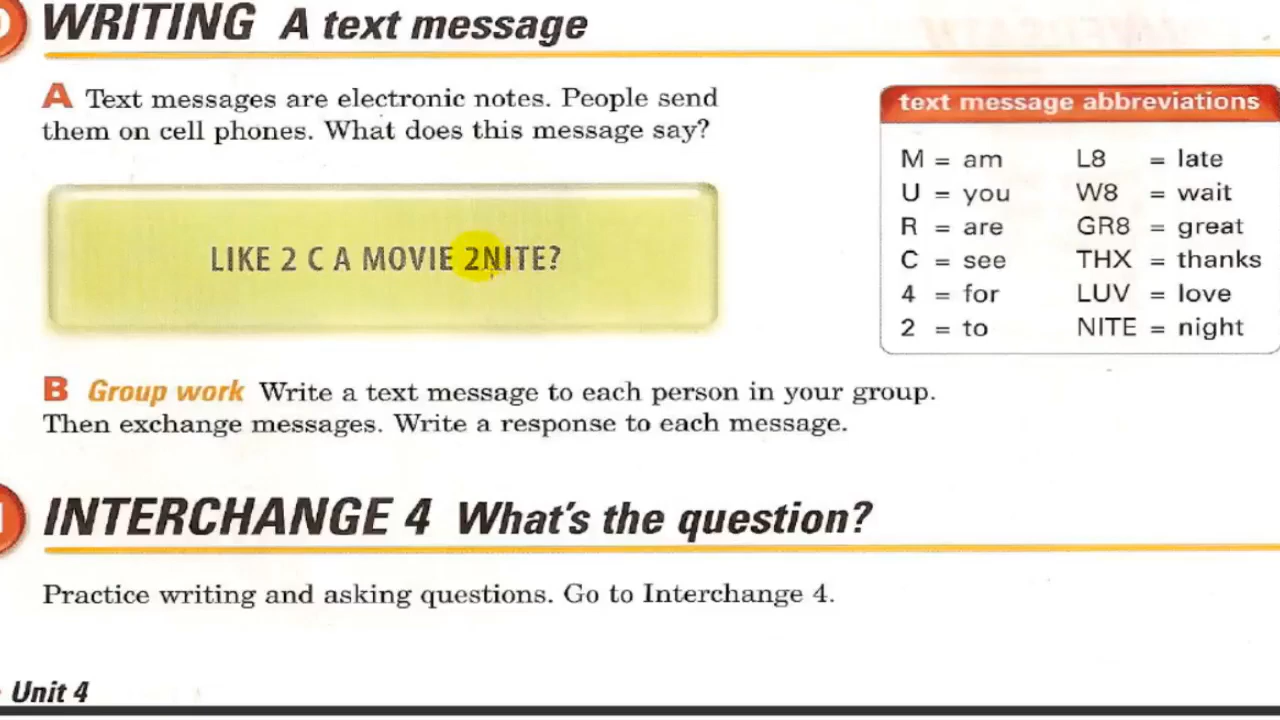 WRITING A text message
A Text messages are electronic notes. People send
them on cell phones. What does this message say?
LIKE 2 C A MOVIE 2NITE?
text message abbreviations
M = am L8 = late
U = you W8 = wait
R = are GR8 = great
C = see THX = thanks
4 = for LUV = love
2 = to NITE = night
B Group work Write a text message to each person in your group.
Then exchange messages. Write a response to each message.
INTERCHANGE 4 What's the question?
Practice writing and asking questions. Go to Interchange 4.
Unit 4